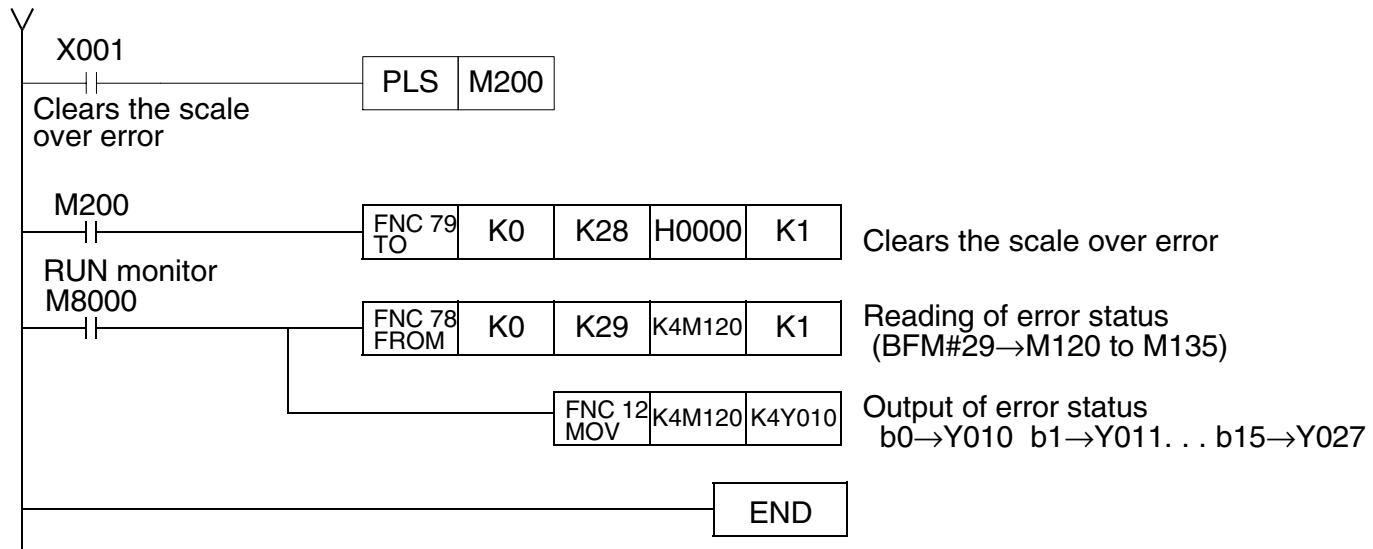 X001
PLS M200
Clears the scale
over error
M200
FNC 79
TO K0 K28 H0000 K1
Clears the scale over error
RUN monitor
M8000
FNC 78
FROM K0 K29 K4M120 K1
Reading of error status
(BFM#29→M120 to M135)
FNC 12
MOV K4M120 K4Y010
Output of error status
b0→Y010 b1→Y011. . . b15→Y027
END